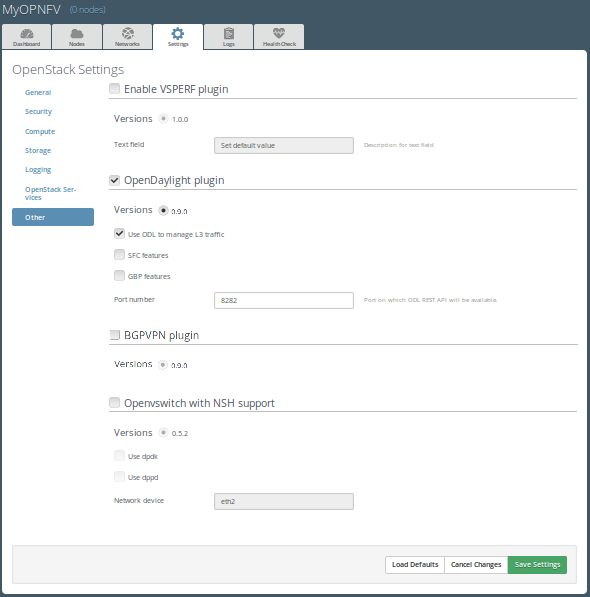 MyOPNFV (0 nodes)
Dashboard Nodes Networks Settings Logs Health Check
OpenStack Settings
General
Security
Compute
Storage
Logging
OpenStack Ser-
vices
Other
Enable VSPERF plugin
Versions 1.0.0
Text field Set default value Description for text field
OpenDaylight plugin
Versions 0.9.0
Use ODL to manage L3 traffic
SFC features
GBP features
Port number 8282 Port on which ODL REST API will be available.
BGPVPN plugin
Versions 0.9.0
Openvswitch with NSH support
Versions 0.5.2
Use dpdk
Use dppd
Network device eth2
Load Defaults Cancel Changes Save Settings